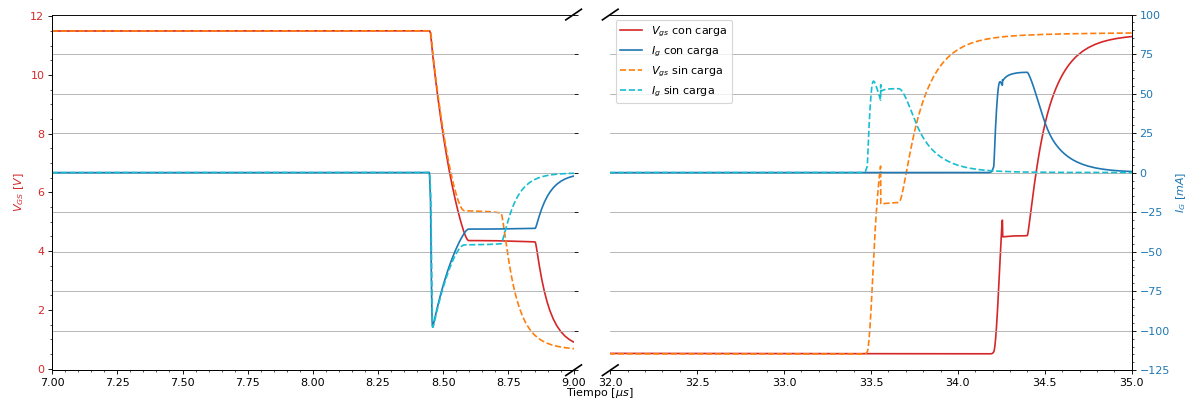 12
10
8
6
4
2
0
V_GS [V]
7.00 7.25 7.50 7.75 8.00 8.25 8.50 8.75 9.00
Tiempo [μs]
V_gs con carga
I_g con carga
V_gs sin carga
I_g sin carga
32.0 32.5 33.0 33.5 34.0 34.5 35.0
100
75
50
25
0
−25
−50
−75
−100
−125
I_G [mA]